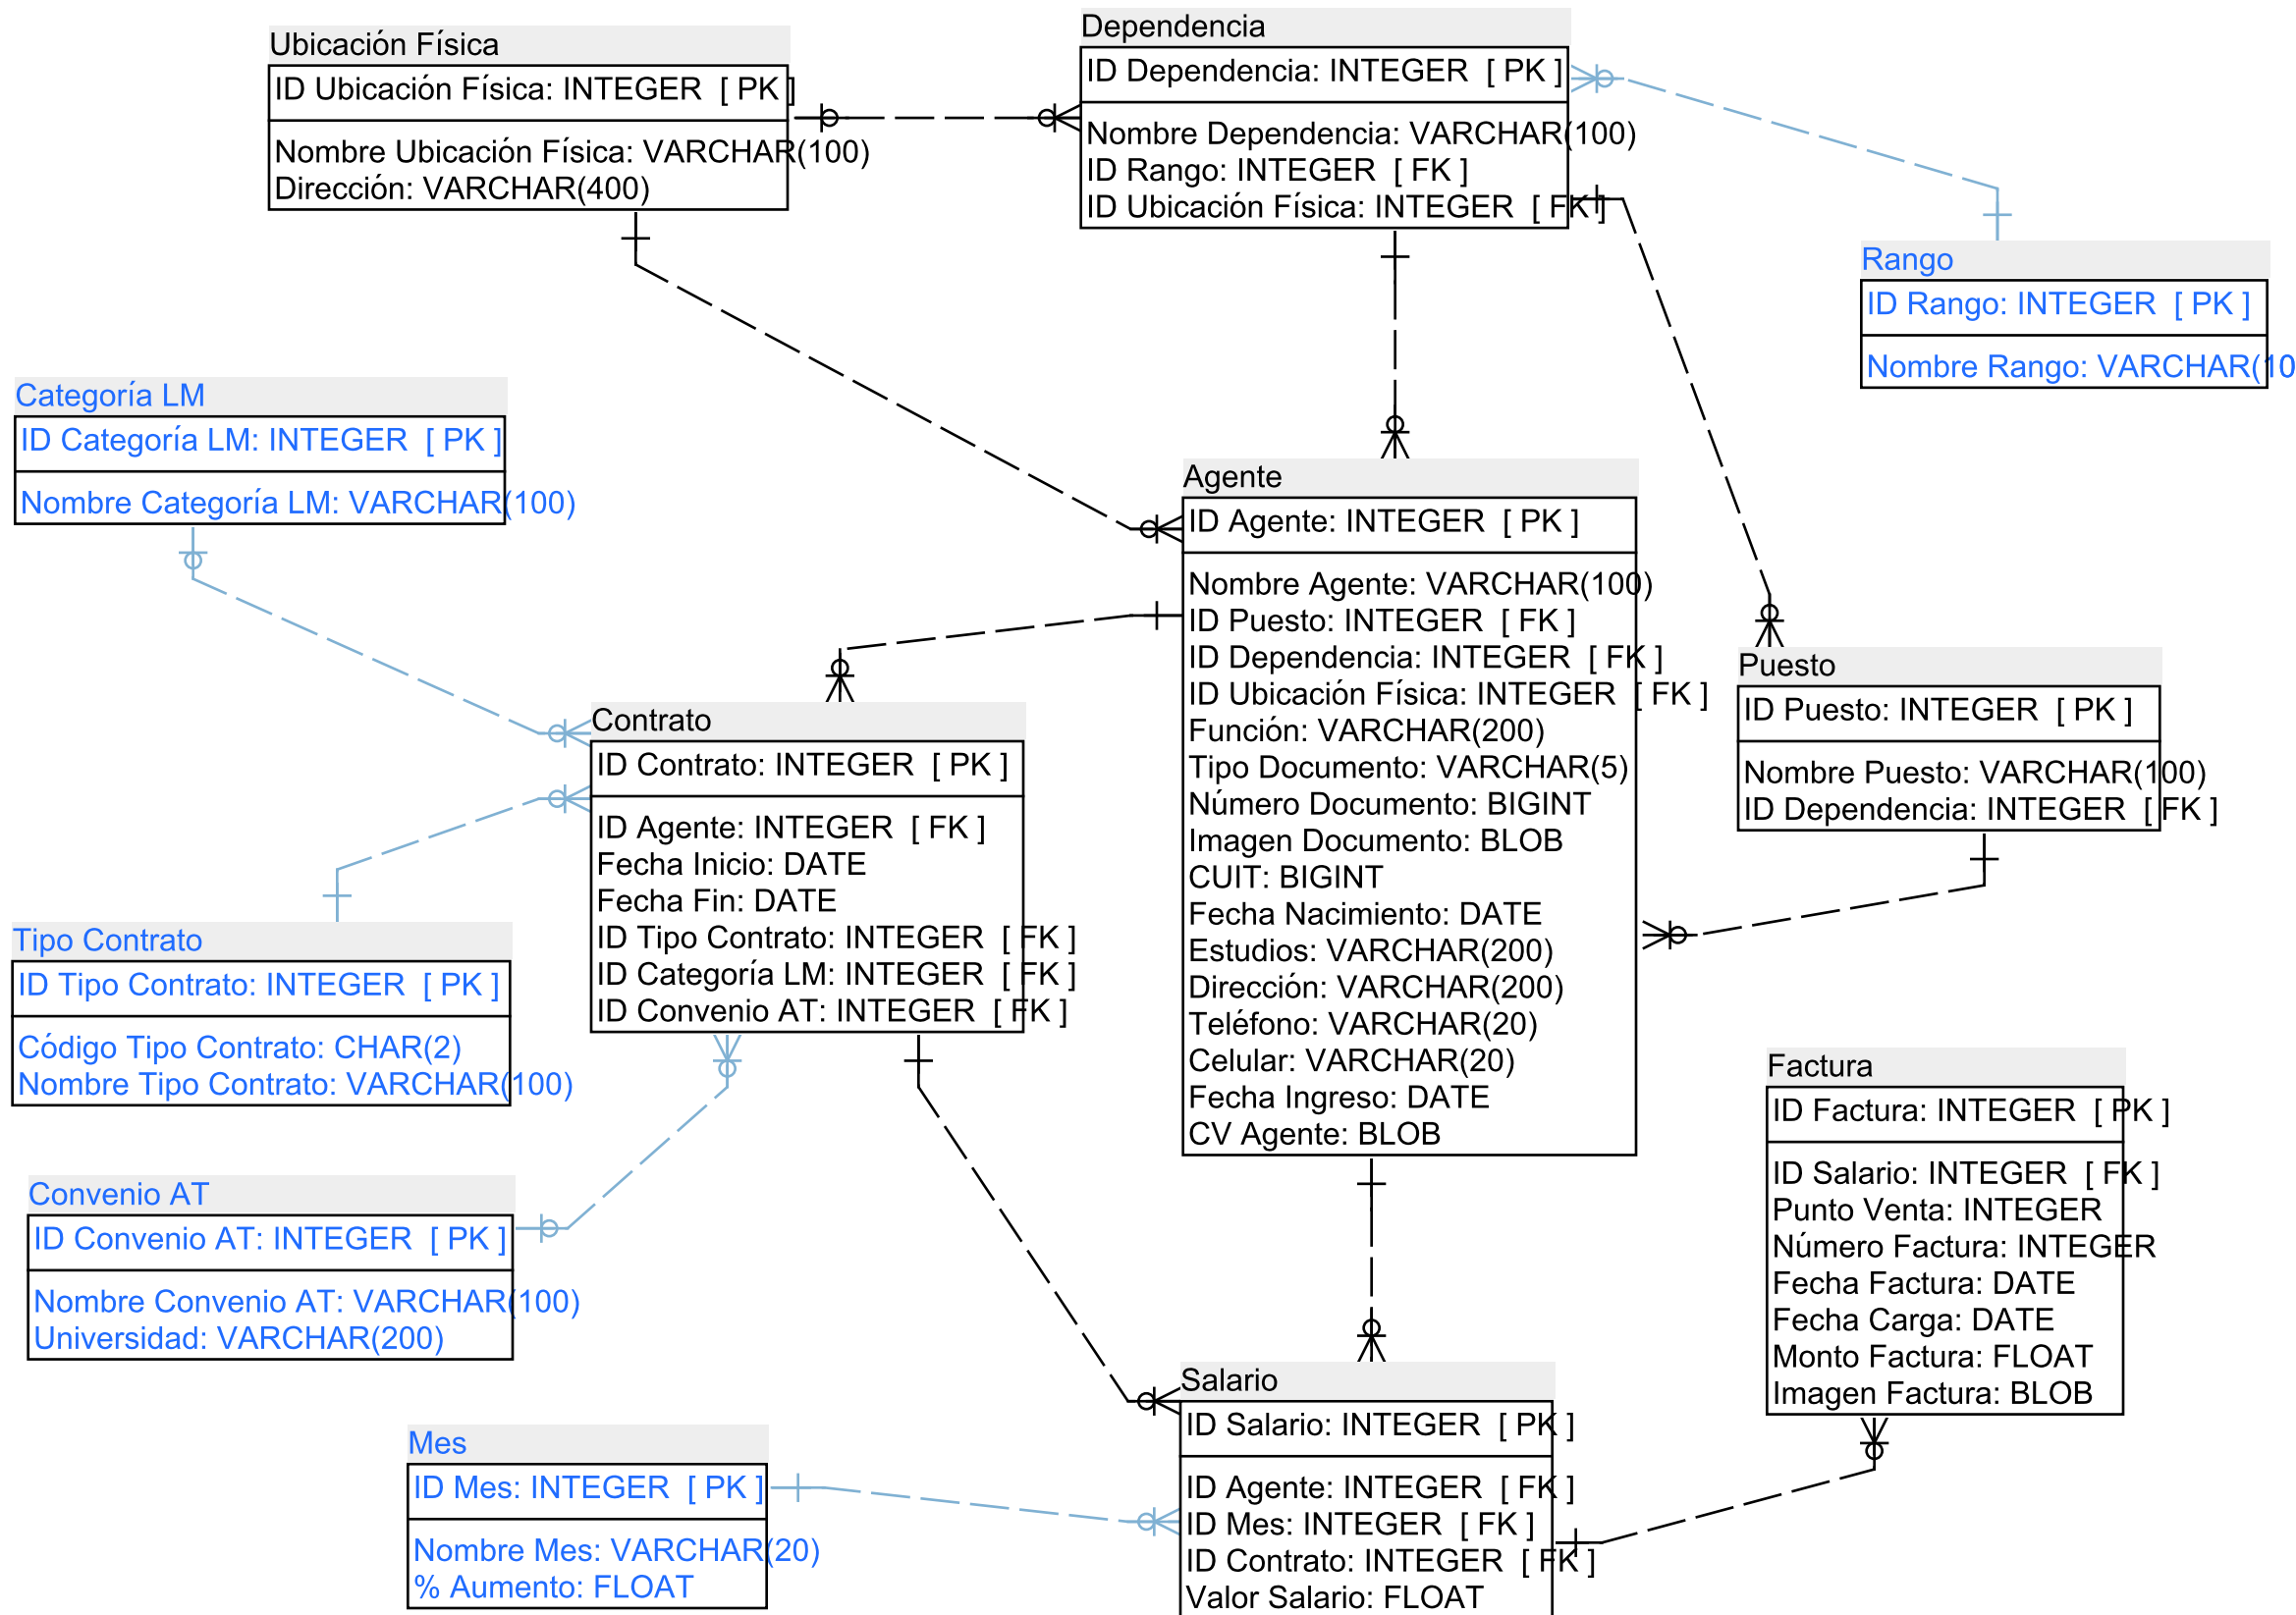 Ubicación Física
ID Ubicación Física: INTEGER [ PK ]
Nombre Ubicación Física: VARCHAR(100)
Dirección: VARCHAR(400)
Dependencia
ID Dependencia: INTEGER [ PK ]
Nombre Dependencia: VARCHAR(100)
ID Rango: INTEGER [ FK ]
ID Ubicación Física: INTEGER [ FK ]
Rango
ID Rango: INTEGER [ PK ]
Nombre Rango: VARCHAR(10
Categoría LM
ID Categoría LM: INTEGER [ PK ]
Nombre Categoría LM: VARCHAR(100)
Agente
ID Agente: INTEGER [ PK ]
Nombre Agente: VARCHAR(100)
ID Puesto: INTEGER [ FK ]
ID Dependencia: INTEGER [ FK ]
ID Ubicación Física: INTEGER [ FK ]
Función: VARCHAR(200)
Tipo Documento: VARCHAR(5)
Número Documento: BIGINT
Imagen Documento: BLOB
CUIT: BIGINT
Fecha Nacimiento: DATE
Estudios: VARCHAR(200)
Dirección: VARCHAR(200)
Teléfono: VARCHAR(20)
Celular: VARCHAR(20)
Fecha Ingreso: DATE
CV Agente: BLOB
Puesto
ID Puesto: INTEGER [ PK ]
Nombre Puesto: VARCHAR(100)
ID Dependencia: INTEGER [ FK ]
Contrato
ID Contrato: INTEGER [ PK ]
ID Agente: INTEGER [ FK ]
Fecha Inicio: DATE
Fecha Fin: DATE
ID Tipo Contrato: INTEGER [ FK ]
ID Categoría LM: INTEGER [ FK ]
ID Convenio AT: INTEGER [ FK ]
Tipo Contrato
ID Tipo Contrato: INTEGER [ PK ]
Código Tipo Contrato: CHAR(2)
Nombre Tipo Contrato: VARCHAR(100)
Convenio AT
ID Convenio AT: INTEGER [ PK ]
Nombre Convenio AT: VARCHAR(100)
Universidad: VARCHAR(200)
Factura
ID Factura: INTEGER [ PK ]
ID Salario: INTEGER [ FK ]
Punto Venta: INTEGER
Número Factura: INTEGER
Fecha Factura: DATE
Fecha Carga: DATE
Monto Factura: FLOAT
Imagen Factura: BLOB
Salario
ID Salario: INTEGER [ PK ]
ID Agente: INTEGER [ FK ]
ID Mes: INTEGER [ FK ]
ID Contrato: INTEGER [ FK ]
Valor Salario: FLOAT
Mes
ID Mes: INTEGER [ PK ]
Nombre Mes: VARCHAR(20)
% Aumento: FLOAT